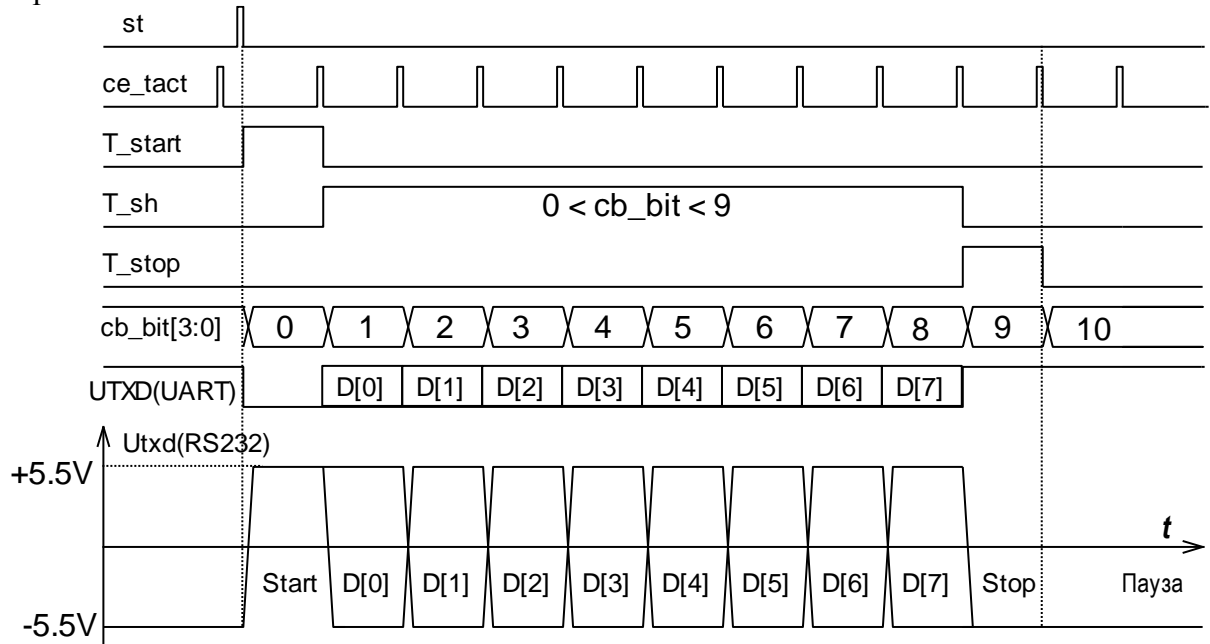 st
ce_tact
T_start
T_sh
0 < cb_bit < 9
T_stop
cb_bit[3:0] 0 1 2 3 4 5 6 7 8 9 10
UTXD(UART) D[0] D[1] D[2] D[3] D[4] D[5] D[6] D[7]
Utxd(RS232)
+5.5V
t
Start D[0] D[1] D[2] D[3] D[4] D[5] D[6] D[7] Stop Пауза
-5.5V